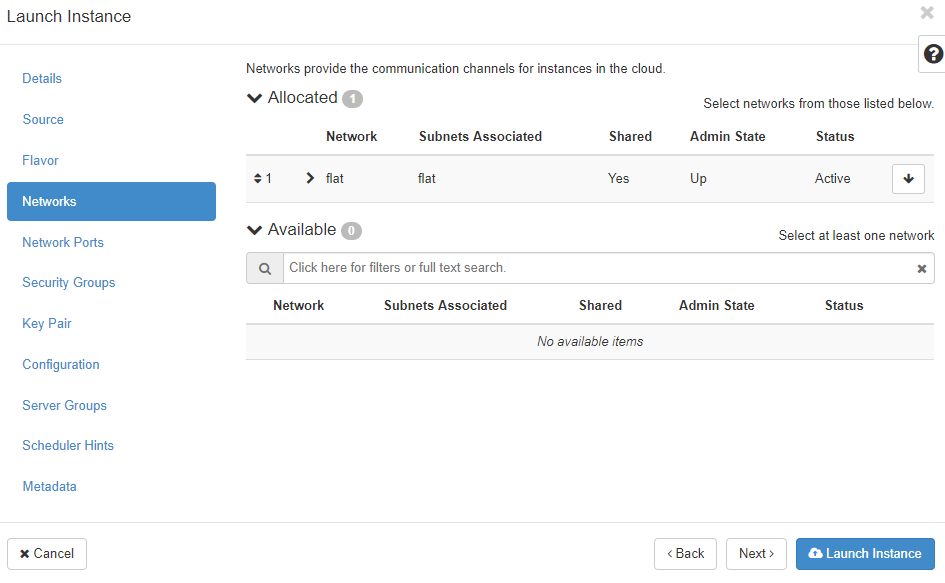 Launch Instance
Details
Source
Flavor
Networks
Network Ports
Security Groups
Key Pair
Configuration
Server Groups
Scheduler Hints
Metadata
Networks provide the communication channels for instances in the cloud.
Allocated 1
Select networks from those listed below.
Network Subnets Associated Shared Admin State Status
1 flat flat Yes Up Active
Available 0
Select at least one network
Click here for filters or full text search.
Network Subnets Associated Shared Admin State Status
No available items
Cancel
Back
Next
Launch Instance